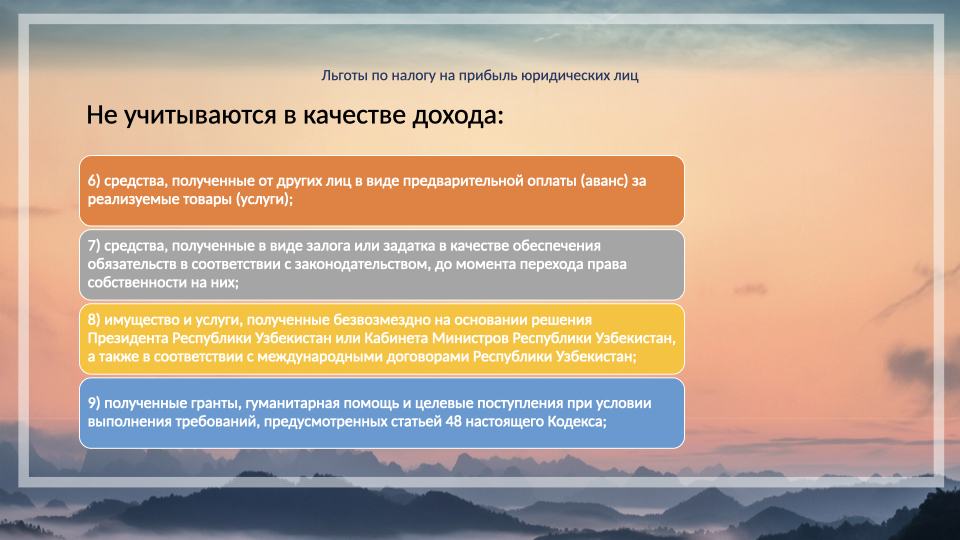 Льготы по налогу на прибыль юридических лиц
Не учитываются в качестве дохода:
6) средства, полученные от других лиц в виде предварительной оплаты (аванс) за
реализуемые товары (услуги);
7) средства, полученные в виде залога или задатка в качестве обеспечения
обязательств в соответствии с законодательством, до момента перехода права
собственности на них;
8) имущество и услуги, полученные безвозмездно на основании решения
Президента Республики Узбекистан или Кабинета Министров Республики Узбекистан,
а также в соответствии с международными договорами Республики Узбекистан;
9) полученные гранты, гуманитарная помощь и целевые поступления при условии
выполнения требований, предусмотренных статьей 48 настоящего Кодекса;